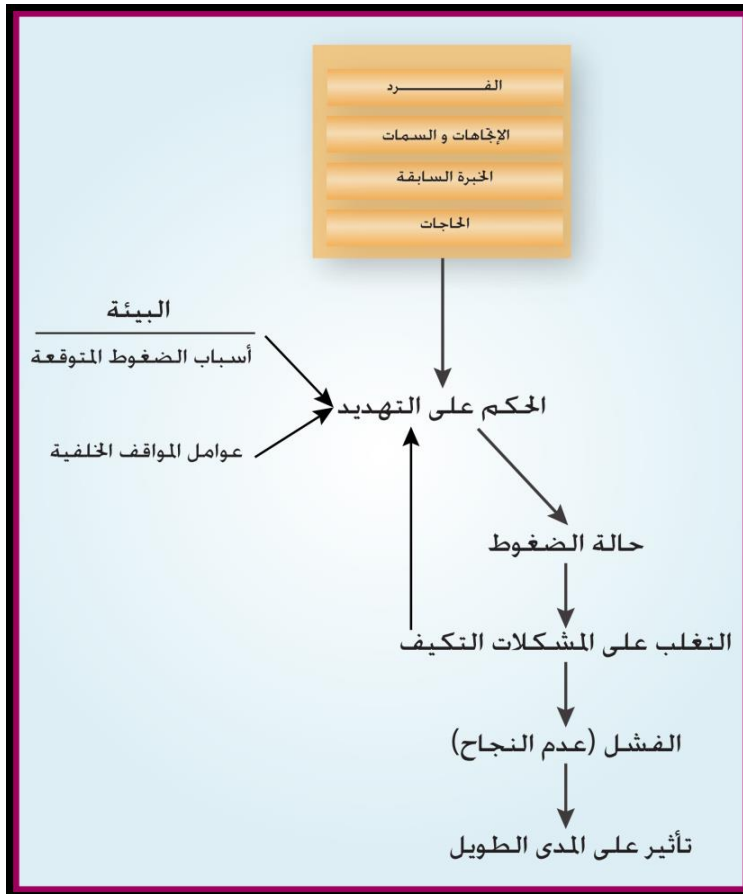 الفرد
الإتجاهات و السمات
الخبرة السابقة
الحاجات
البيئة
أسباب الضغوط المتوقعة
الحكم على التهديد
عوامل المواقف الخلفية
حالة الضغوط
التغلب على المشكلات التكيف
الفشل (عدم النجاح)
تأثير على المدى الطويل